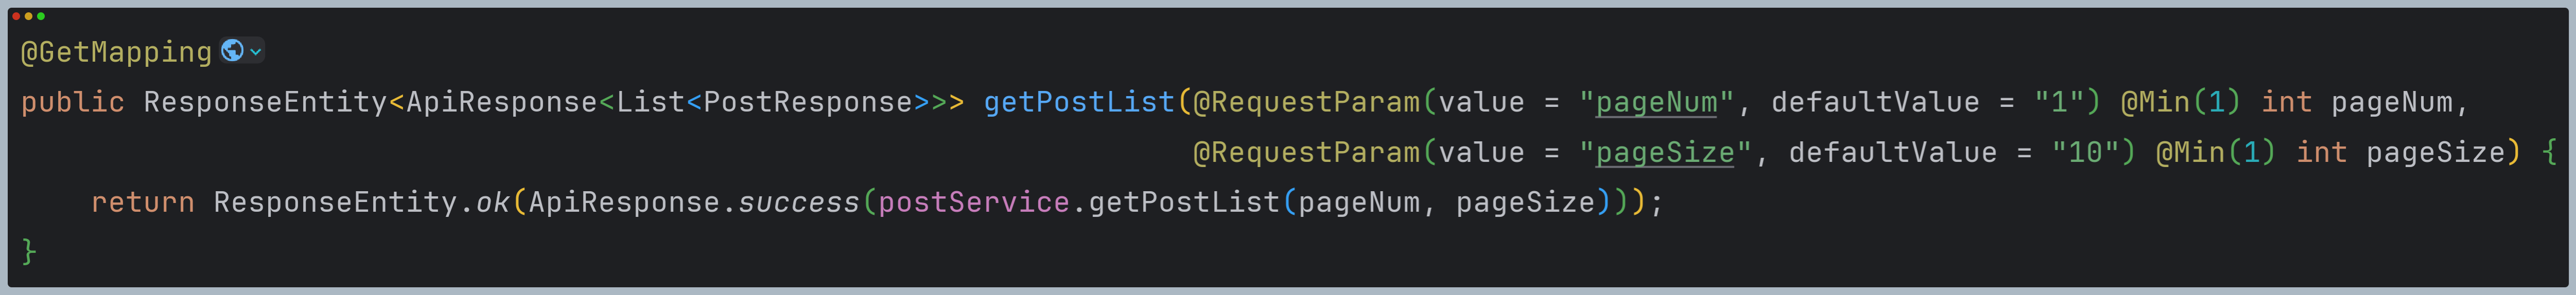 @GetMapping
public ResponseEntity<ApiResponse<List<PostResponse>>> getPostList(@RequestParam(value = "pageNum", defaultValue = "1") @Min(1) int pageNum,
@RequestParam(value = "pageSize", defaultValue = "10") @Min(1) int pageSize) {
return ResponseEntity.ok(ApiResponse.success(postService.getPostList(pageNum, pageSize)));
}